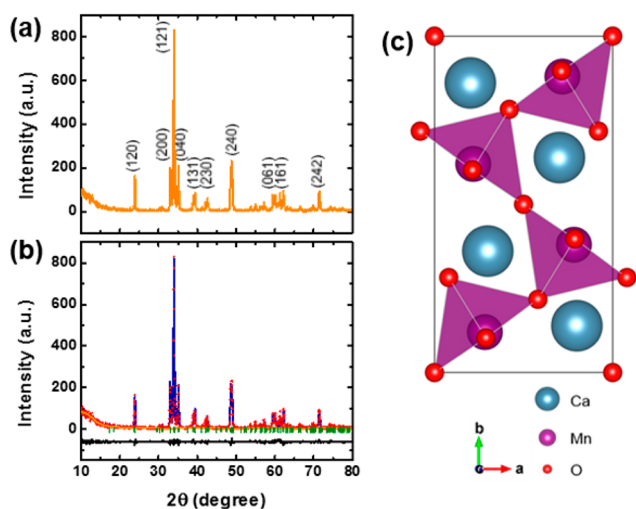 (a)
Intensity (a.u.)
800
600
400
200
0
(120)
(200)
(121)
(040)
(131)
(230)
(240)
(061)
(161)
(242)
(b)
Intensity (a.u.)
800
600
400
200
0
10 20 30 40 50 60 70 80
2θ (degree)
(c)
Ca
Mn
O
b
c
a